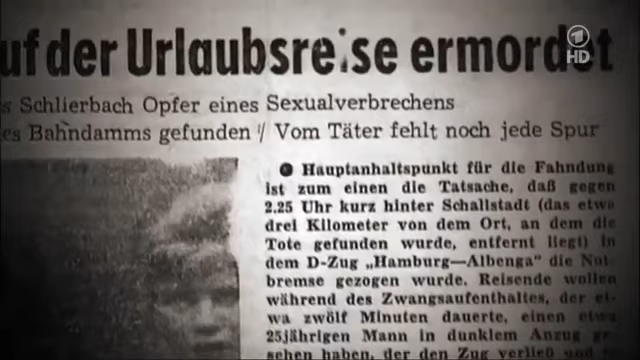 uf der Urlaubsreise ermordet
s Schlierbach Opfer eines Sexualverbrechens
es Bahndamms gefunden // Vom Täter fehlt noch jede Spur
● Hauptanhaltspunkt für die Fahndung
ist zum einen die Tatsache, daß gegen
2.25 Uhr kurz hinter Schallstadt (das etwa
drei Kilometer von dem Ort, an dem die
Tote gefunden wurde, entfernt liegt) in
dem D-Zug „Hamburg—Albenga" die Not-
bremse gezogen wurde. Reisende wollen
während des Zwangsaufenthaltes, der et-
wa zwölf Minuten dauerte, einen etwa
25jährigen Mann in dunklem Anzug ge-
sehen haben, der den Zug verließ und
ARD
HD